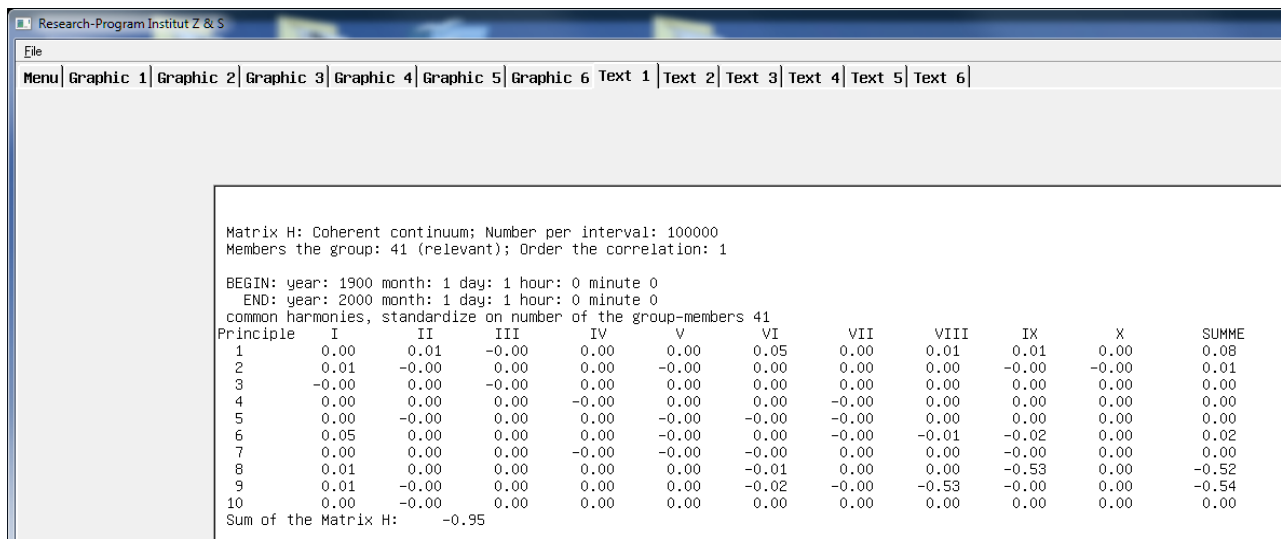 Research-Program Institut Z & S
File
Menu Graphic 1 Graphic 2 Graphic 3 Graphic 4 Graphic 5 Graphic 6 Text 1 Text 2 Text 3 Text 4 Text 5 Text 6
Matrix H: Coherent continuum; Number per interval: 100000
Members the group: 41 (relevant); Order the correlation: 1
BEGIN: year: 1900 month: 1 day: 1 hour: 0 minute 0
END: year: 2000 month: 1 day: 1 hour: 0 minute 0
common harmonies, standardize on number of the group-members 41
Principle I II III IV V VI VII VIII IX X SUMME
1 0.00 0.01 -0.00 0.00 0.00 0.05 0.00 0.01 0.01 0.00 0.08
2 0.01 -0.00 0.00 0.00 -0.00 0.00 0.00 0.00 -0.00 -0.00 0.01
3 -0.00 0.00 -0.00 0.00 0.00 0.00 0.00 0.00 0.00 0.00 0.00
4 0.00 0.00 0.00 -0.00 0.00 0.00 -0.00 0.00 0.00 0.00 0.00
5 0.00 -0.00 0.00 0.00 -0.00 -0.00 -0.00 0.00 0.00 0.00 0.00
6 0.05 0.00 0.00 0.00 -0.00 0.00 -0.00 -0.01 -0.02 0.00 0.02
7 0.00 0.00 0.00 -0.00 -0.00 -0.00 0.00 0.00 -0.00 0.00 0.00
8 0.01 0.00 0.00 0.00 0.00 -0.01 0.00 0.00 -0.53 0.00 -0.52
9 0.01 -0.00 0.00 0.00 0.00 -0.02 -0.00 -0.53 -0.00 0.00 -0.54
10 0.00 -0.00 0.00 0.00 0.00 0.00 0.00 0.00 0.00 0.00 0.00
Sum of the Matrix H: -0.95